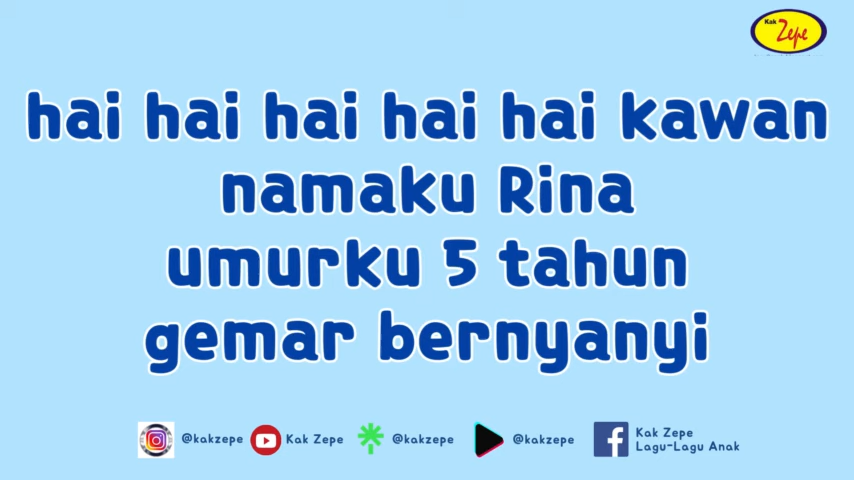 Kak Zepe
hai hai hai hai hai kawan
namaku Rina
umurku 5 tahun
gemar bernyanyi
@kakzepe Kak Zepe @kakzepe @kakzepe Kak Zepe
Lagu-Lagu Anak